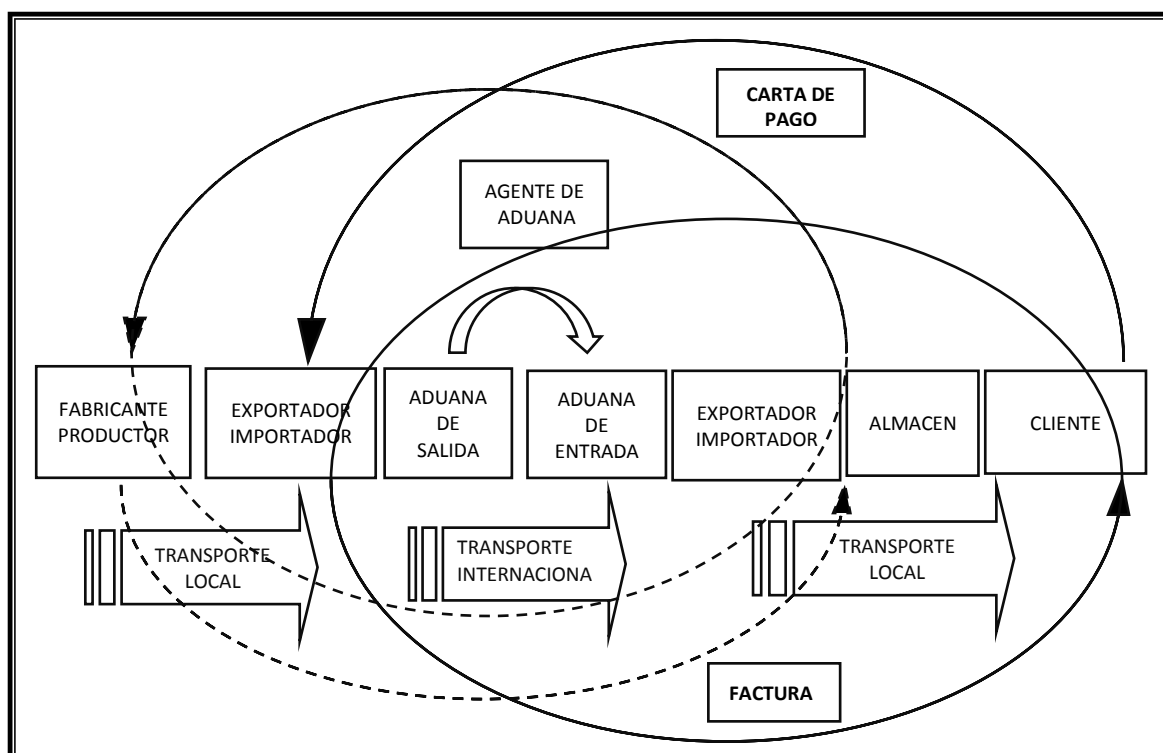 CARTA DE
PAGO
AGENTE DE
ADUANA
FABRICANTE
PRODUCTOR
EXPORTADOR
IMPORTADOR
ADUANA
DE
SALIDA
ADUANA
DE
ENTRADA
EXPORTADOR
IMPORTADOR
ALMACEN
CLIENTE
TRANSPORTE
LOCAL
TRANSPORTE
INTERNACIONA
TRANSPORTE
LOCAL
FACTURA